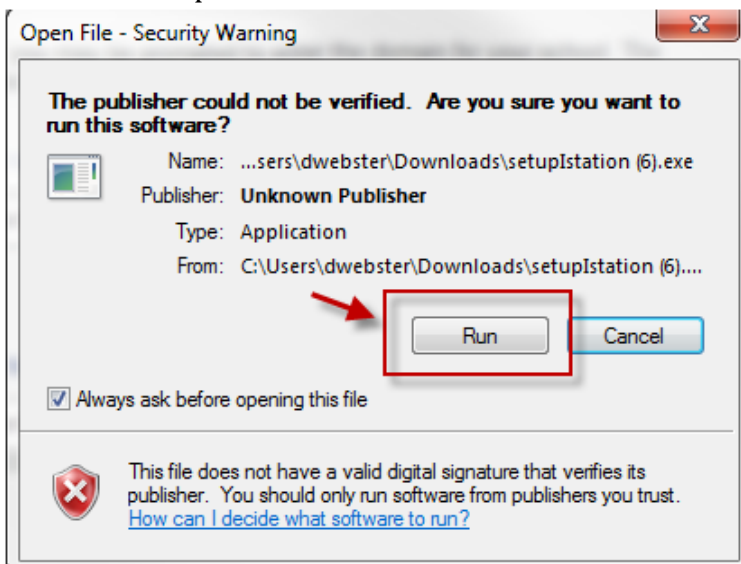 Open File - Security Warning
The publisher could not be verified. Are you sure you want to
run this software?
Name: ...sers\dwebster\Downloads\setupIstation (6).exe
Publisher: Unknown Publisher
Type: Application
From: C:\Users\dwebster\Downloads\setupIstation (6)....
Run Cancel
Always ask before opening this file
This file does not have a valid digital signature that verifies its
publisher. You should only run software from publishers you trust.
How can I decide what software to run?